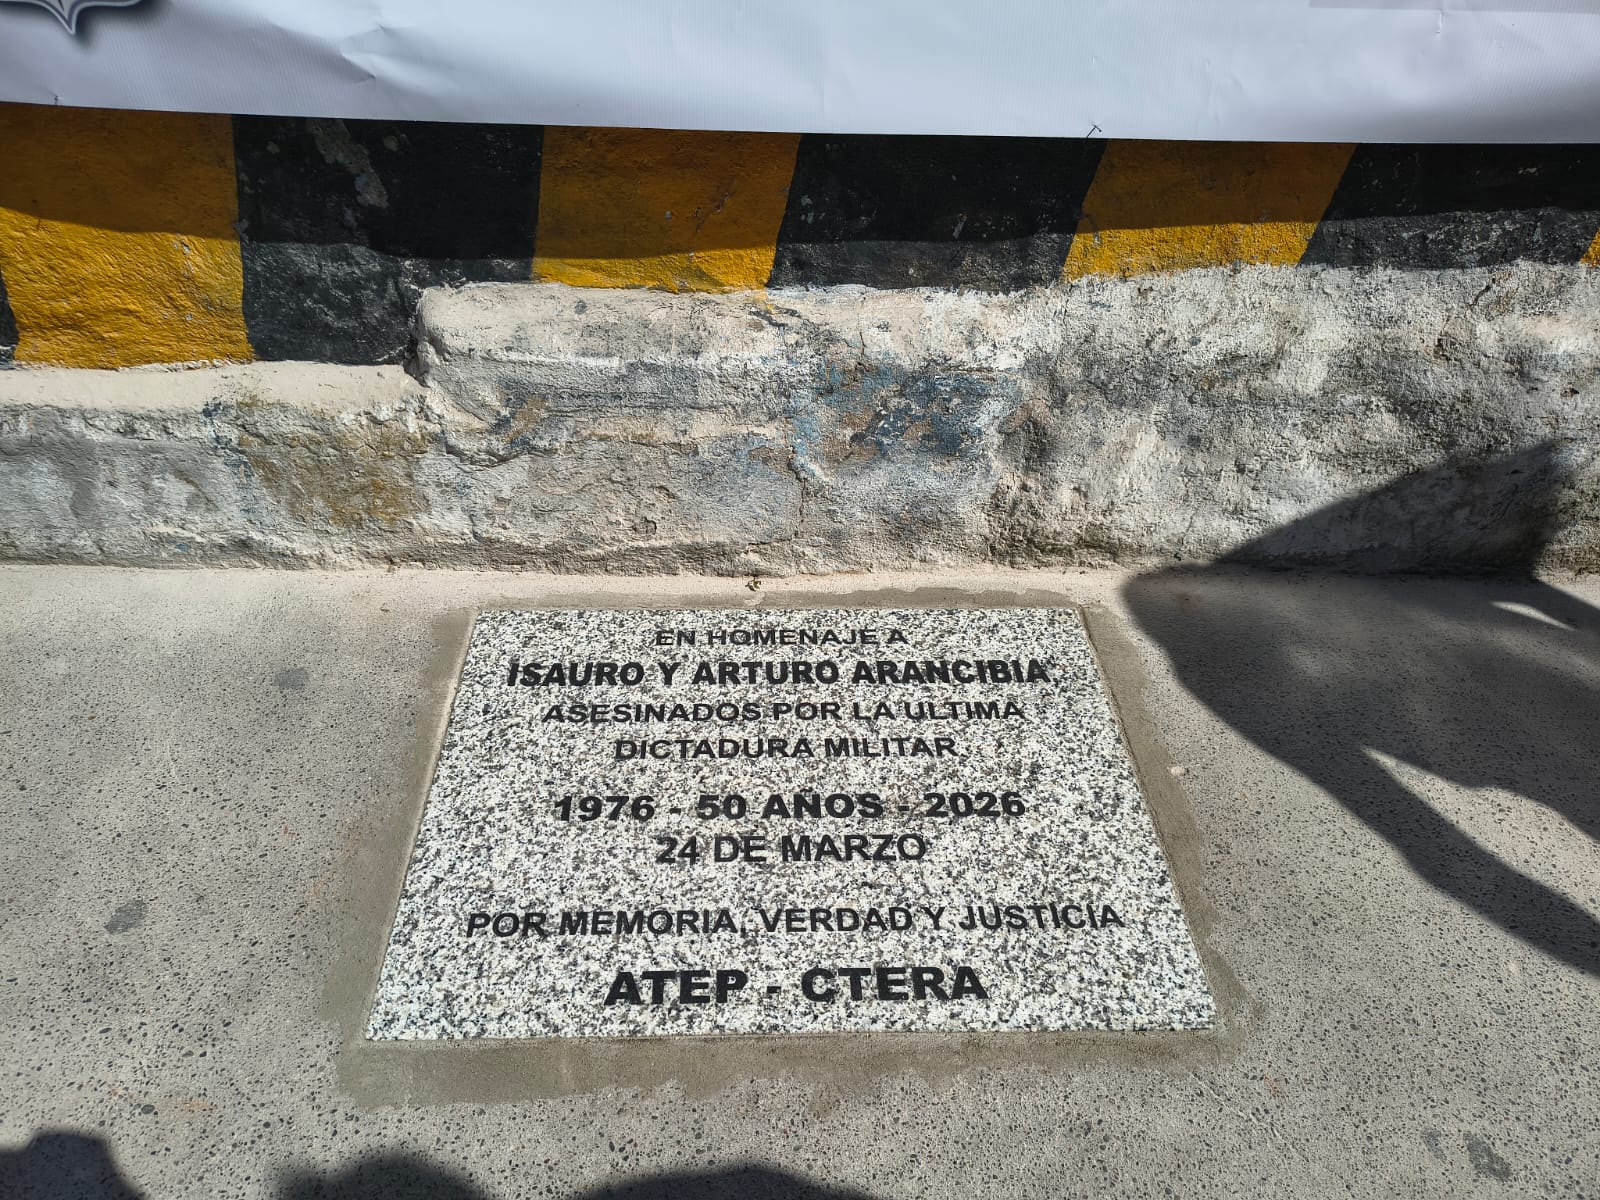 EN HOMENAJE A
ISAURO Y ARTURO ARANCIBIA
ASESINADOS POR LA ULTIMA
DICTADURA MILITAR
1976 - 50 AÑOS - 2026
24 DE MARZO
POR MEMORIA, VERDAD Y JUSTICIA
ATEP - CTERA